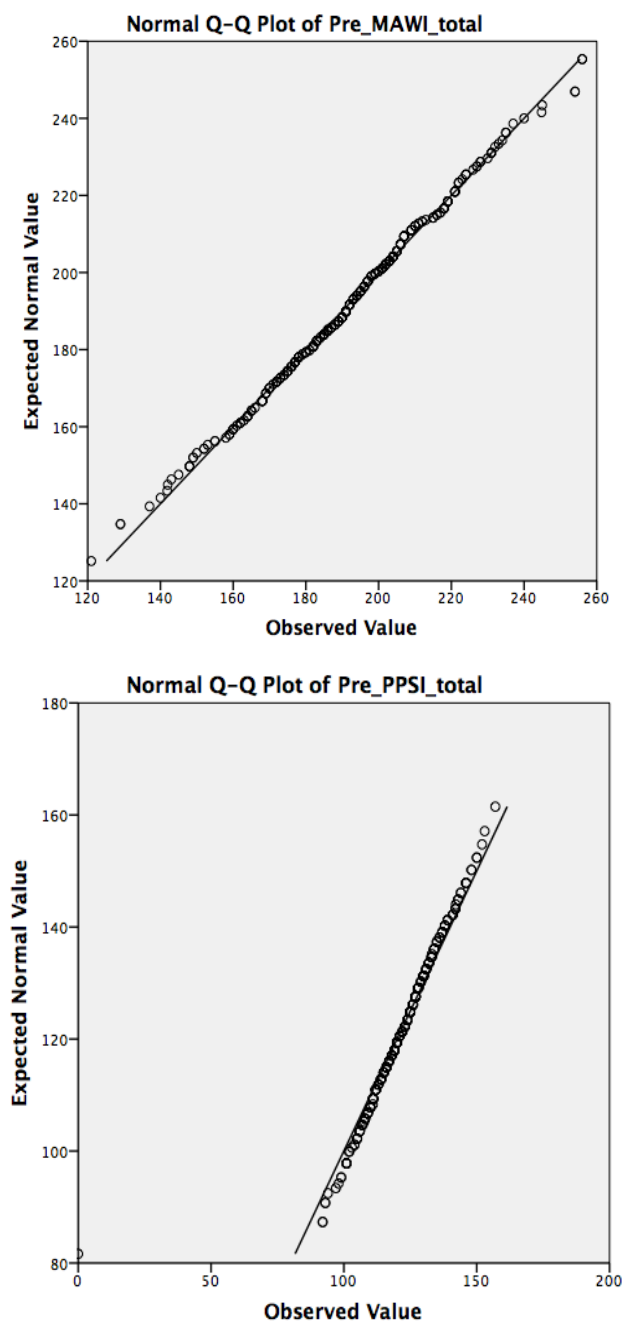 Normal Q-Q Plot of Pre_MAWI_total
260
240
220
200
180
160
140
120
Expected Normal Value
120 140 160 180 200 220 240 260
Observed Value
Normal Q-Q Plot of Pre_PPSI_total
180
160
140
120
100
80
Expected Normal Value
0 50 100 150 200
Observed Value